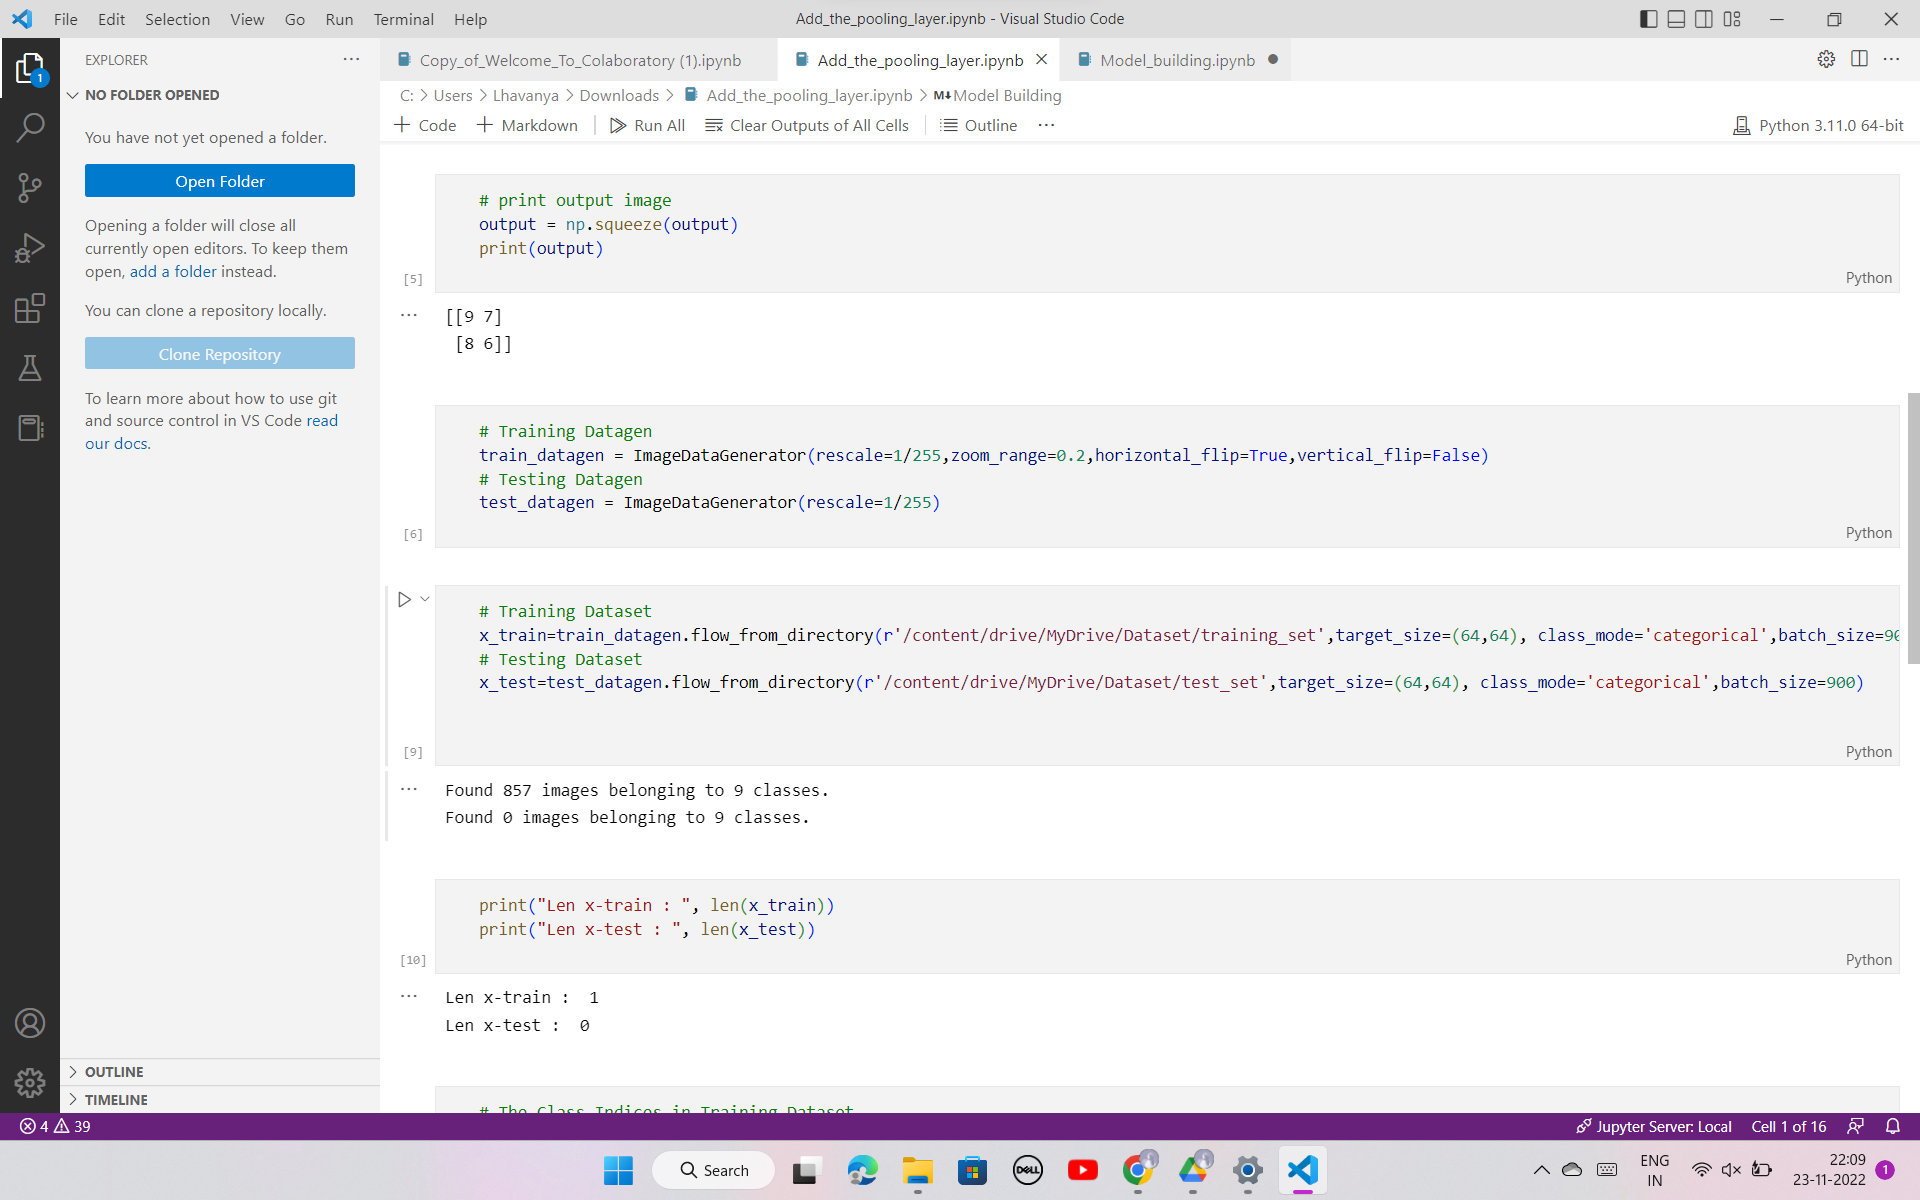 File Edit Selection View Go Run Terminal Help
Add_the_pooling_layer.ipynb - Visual Studio Code
EXPLORER
NO FOLDER OPENED
You have not yet opened a folder.
Open Folder
Opening a folder will close all
currently open editors. To keep them
open, add a folder instead.
You can clone a repository locally.
Clone Repository
To learn more about how to use git
and source control in VS Code read
our docs.
OUTLINE
TIMELINE
Copy_of_Welcome_To_Colaboratory (1).ipynb
Add_the_pooling_layer.ipynb
Model_building.ipynb
C: > Users > Lhavanya > Downloads > Add_the_pooling_layer.ipynb > M↓Model Building
+ Code + Markdown Run All Clear Outputs of All Cells Outline ···
Python 3.11.0 64-bit
# print output image
output = np.squeeze(output)
print(output)
[5]
Python
[[9 7]
[8 6]]
# Training Datagen
train_datagen = ImageDataGenerator(rescale=1/255,zoom_range=0.2,horizontal_flip=True,vertical_flip=False)
# Testing Datagen
test_datagen = ImageDataGenerator(rescale=1/255)
[6]
Python
# Training Dataset
x_train=train_datagen.flow_from_directory(r'/content/drive/MyDrive/Dataset/training_set',target_size=(64,64), class_mode='categorical',batch_size=90
# Testing Dataset
x_test=test_datagen.flow_from_directory(r'/content/drive/MyDrive/Dataset/test_set',target_size=(64,64), class_mode='categorical',batch_size=900)
[9]
Python
Found 857 images belonging to 9 classes.
Found 0 images belonging to 9 classes.
print("Len x-train : ", len(x_train))
print("Len x-test : ", len(x_test))
[10]
Python
Len x-train :  1
Len x-test :  0
# The Class Indices in Training Dataset
4 39
Jupyter Server: Local Cell 1 of 16
Search
DELL
ENG
IN
22:09
23-11-2022
1
1